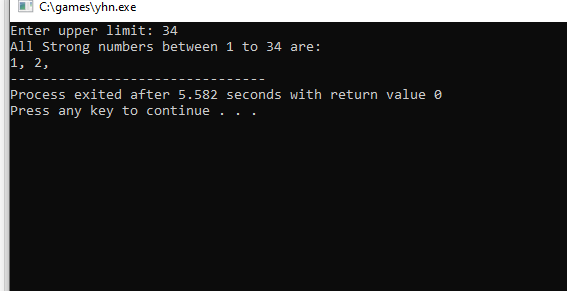 C:\games\yhn.exe
Enter upper limit: 34
All Strong numbers between 1 to 34 are:
1, 2,
--------------------------------
Process exited after 5.582 seconds with return value 0
Press any key to continue . . .